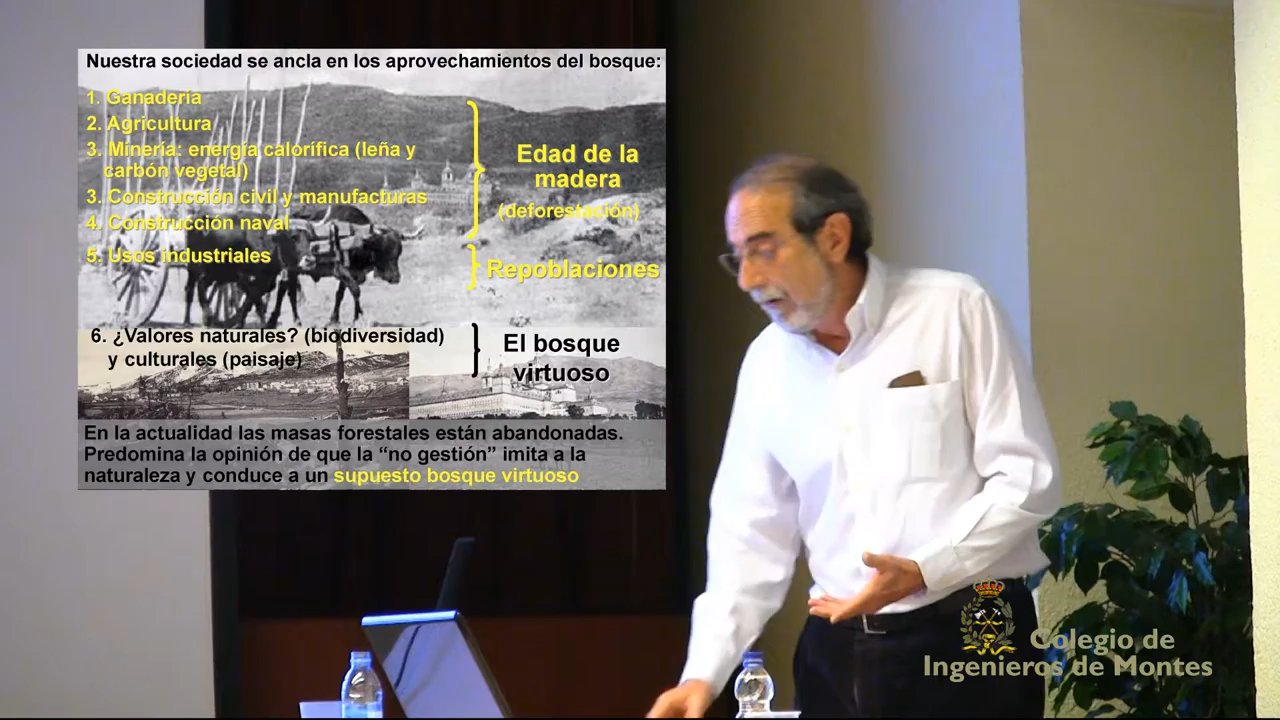 Nuestra sociedad se ancla en los aprovechamientos del bosque:
1. Ganadería
2. Agricultura
3. Minería: energía calorífica (leña y
carbón vegetal)
3. Construcción civil y manufacturas
4. Construcción naval
5. Usos industriales
Edad de la
madera
(deforestación)
Repoblaciones
6. ¿Valores naturales? (biodiversidad)
y culturales (paisaje)
El bosque
virtuoso
En la actualidad las masas forestales están abandonadas.
Predomina la opinión de que la “no gestión” imita a la
naturaleza y conduce a un supuesto bosque virtuoso
Colegio de
Ingenieros de Montes